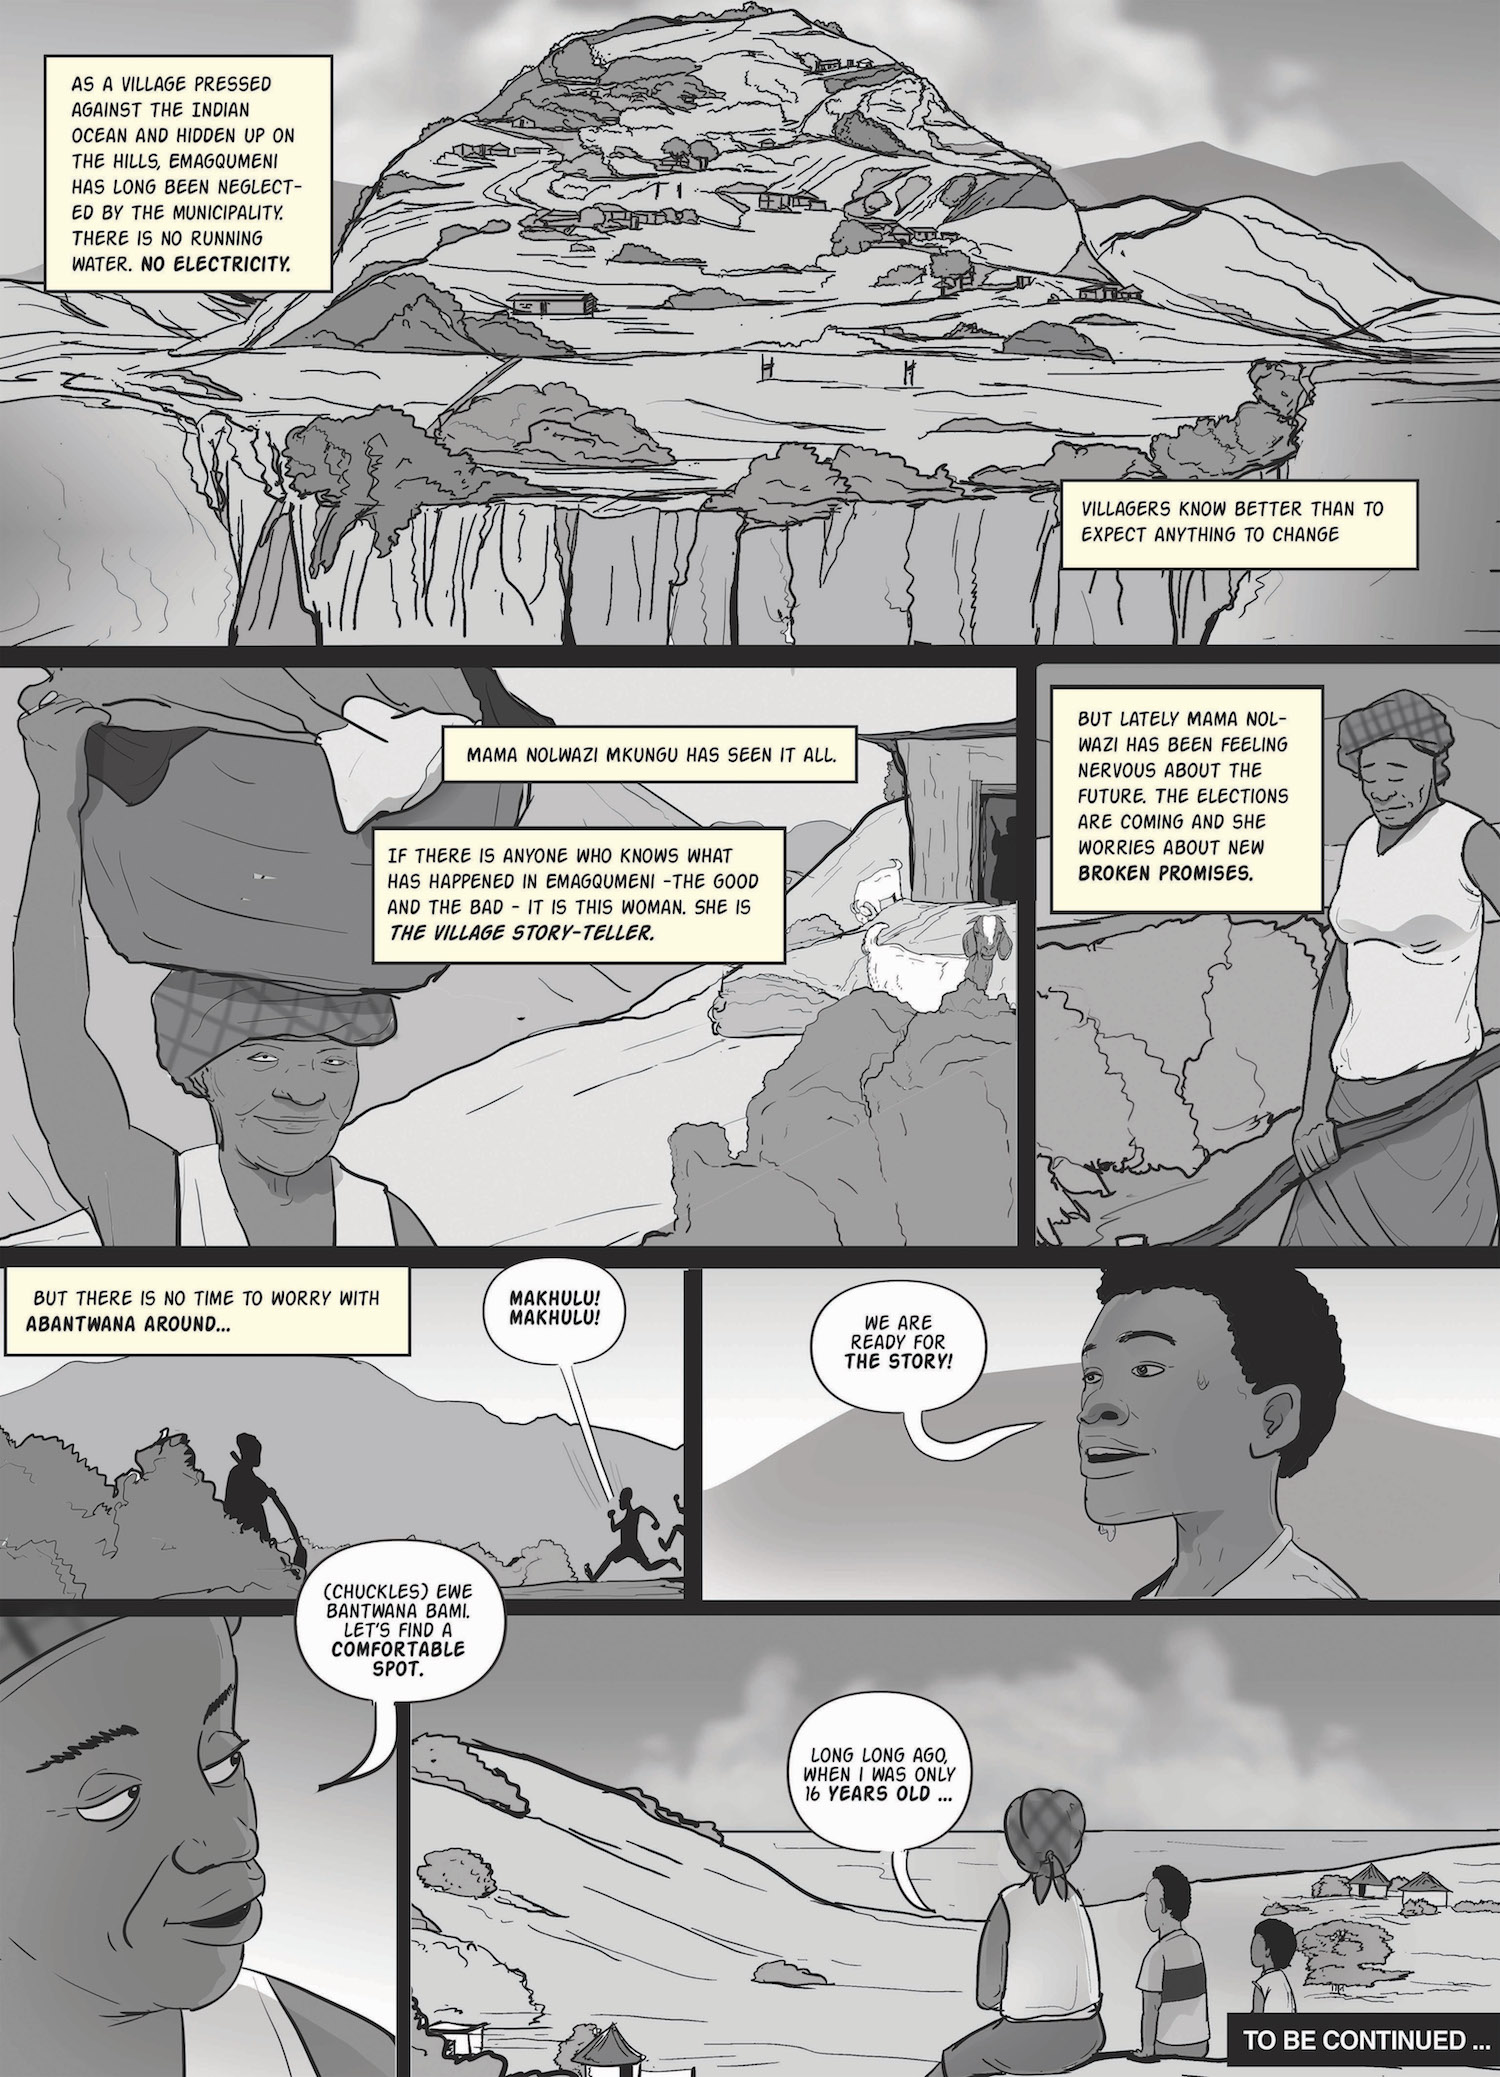 AS A VILLAGE PRESSED
AGAINST THE INDIAN
OCEAN AND HIDDEN UP ON
THE HILLS, EMAGQUMENI
HAS LONG BEEN NEGLECT-
ED BY THE MUNICIPALITY.
THERE IS NO RUNNING
WATER. NO ELECTRICITY.
VILLAGERS KNOW BETTER THAN TO
EXPECT ANYTHING TO CHANGE
MAMA NOLWAZI MKUNGU HAS SEEN IT ALL.
IF THERE IS ANYONE WHO KNOWS WHAT
HAS HAPPENED IN EMAGQUMENI -THE GOOD
AND THE BAD - IT IS THIS WOMAN. SHE IS
THE VILLAGE STORY-TELLER.
BUT LATELY MAMA NOL-
WAZI HAS BEEN FEELING
NERVOUS ABOUT THE
FUTURE. THE ELECTIONS
ARE COMING AND SHE
WORRIES ABOUT NEW
BROKEN PROMISES.
BUT THERE IS NO TIME TO WORRY WITH
ABANTWANA AROUND...
MAKHULU!
MAKHULU!
WE ARE
READY FOR
THE STORY!
(CHUCKLES) EWE
BANTWANA BAMI.
LET'S FIND A
COMFORTABLE
SPOT.
LONG LONG AGO,
WHEN I WAS ONLY
16 YEARS OLD ...
TO BE CONTINUED ...